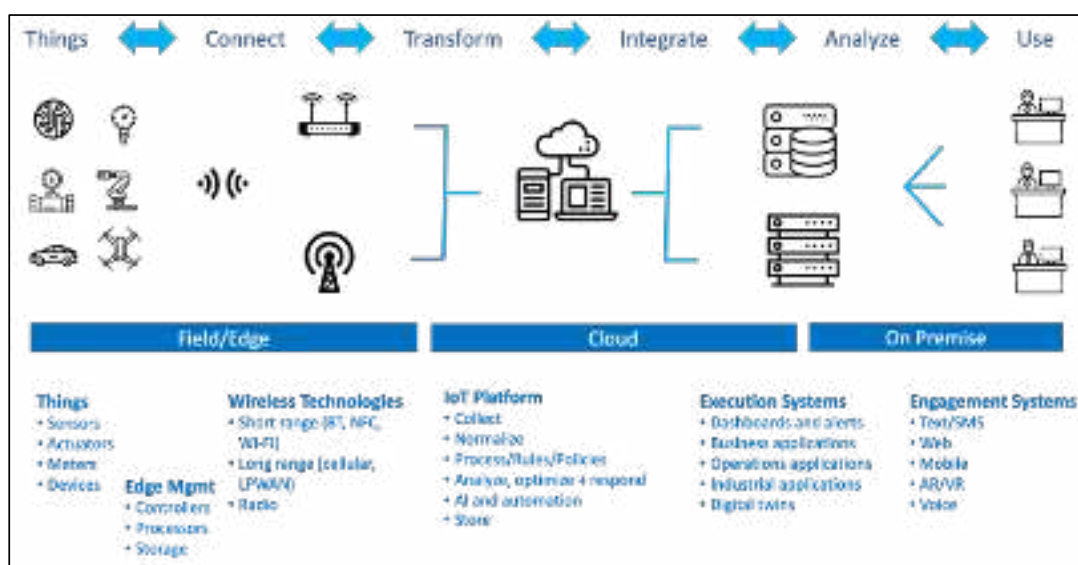 Things Connect Transform Integrate Analyze Use
Field/Edge Cloud On Premise
Things
• Sensors
• Actuators
• Meters
• Devices
Edge Mgmt
• Controllers
• Processors
• Storage
Wireless Technologies
• Short range (BT, NFC,
Wi-Fi)
• Long range (cellular,
LPWAN)
• Radio
IoT Platform
• Collect
• Normalize
• Process/Rules/Policies
• Analyze, optimize + respond
• AI and automation
• Store
Execution Systems
• Dashboards and alerts
• Business applications
• Operations applications
• Industrial applications
• Digital twins
Engagement Systems
• Text/SMS
• Web
• Mobile
• AR/VR
• Voice